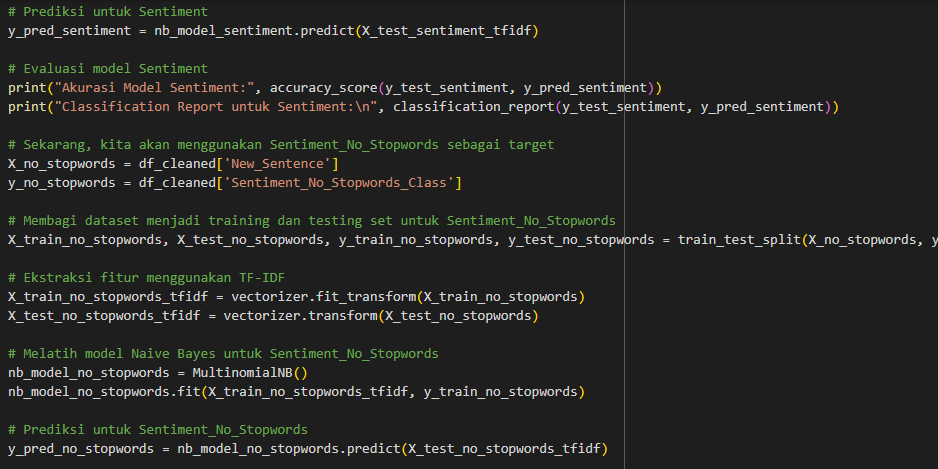 # Prediksi untuk Sentiment
y_pred_sentiment = nb_model_sentiment.predict(X_test_sentiment_tfidf)
# Evaluasi model Sentiment
print("Akurasi Model Sentiment:", accuracy_score(y_test_sentiment, y_pred_sentiment))
print("Classification Report untuk Sentiment:\n", classification_report(y_test_sentiment, y_pred_sentiment))
# Sekarang, kita akan menggunakan Sentiment_No_Stopwords sebagai target
X_no_stopwords = df_cleaned['New_Sentence']
y_no_stopwords = df_cleaned['Sentiment_No_Stopwords_Class']
# Membagi dataset menjadi training dan testing set untuk Sentiment_No_Stopwords
X_train_no_stopwords, X_test_no_stopwords, y_train_no_stopwords, y_test_no_stopwords = train_test_split(X_no_stopwords, y
# Ekstraksi fitur menggunakan TF-IDF
X_train_no_stopwords_tfidf = vectorizer.fit_transform(X_train_no_stopwords)
X_test_no_stopwords_tfidf = vectorizer.transform(X_test_no_stopwords)
# Melatih model Naive Bayes untuk Sentiment_No_Stopwords
nb_model_no_stopwords = MultinomialNB()
nb_model_no_stopwords.fit(X_train_no_stopwords_tfidf, y_train_no_stopwords)
# Prediksi untuk Sentiment_No_Stopwords
y_pred_no_stopwords = nb_model_no_stopwords.predict(X_test_no_stopwords_tfidf)